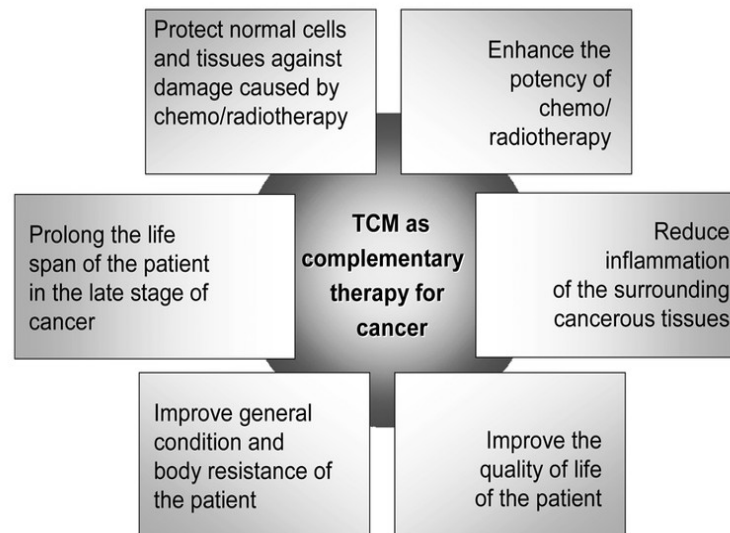 Protect normal cells
and tissues against
damage caused by
chemo/radiotherapy
Enhance the
potency of
chemo/
radiotherapy
Prolong the life
span of the patient
in the late stage of
cancer
TCM as
complementary
therapy for
cancer
Reduce
inflammation
of the surrounding
cancerous tissues
Improve general
condition and
body resistance of
the patient
Improve the
quality of life
of the patient